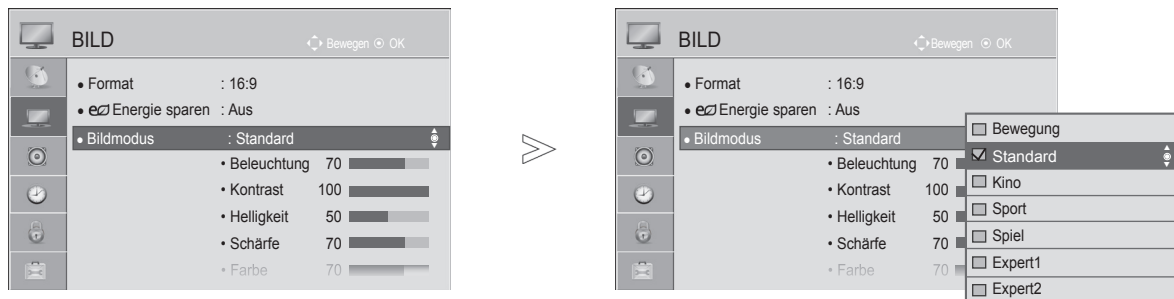 BILD
Bewegen ⊙ OK
• Format : 16:9
• eco Energie sparen : Aus
• Bildmodus : Standard
• Beleuchtung 70
• Kontrast 100
• Helligkeit 50
• Schärfe 70
• Farbe 70
>
BILD
Bewegen ⊙ OK
• Format : 16:9
• eco Energie sparen : Aus
• Bildmodus : Standard
• Beleuchtung 70
• Kontrast 100
• Helligkeit 50
• Schärfe 70
• Farbe 70
Bewegung
Standard
Kino
Sport
Spiel
Expert1
Expert2